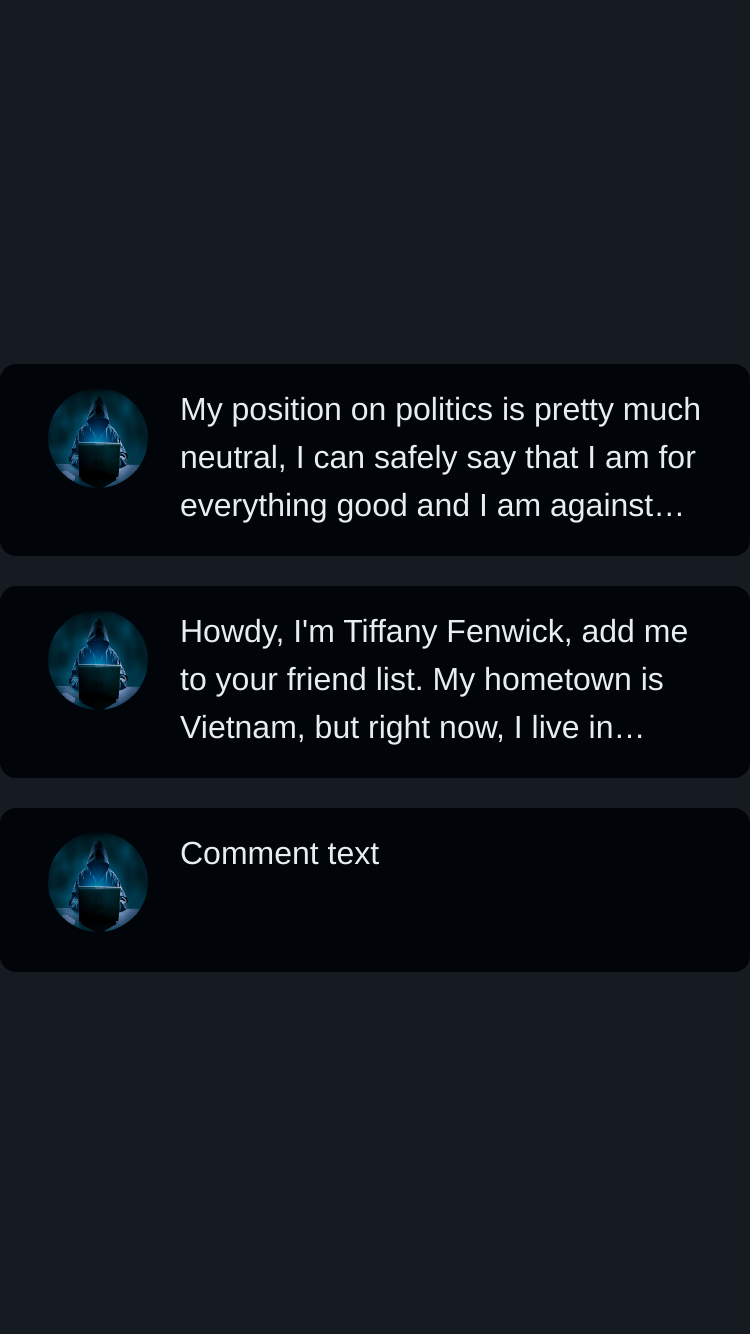 My position on politics is pretty much
neutral, I can safely say that I am for
everything good and I am against…
Howdy, I'm Tiffany Fenwick, add me
to your friend list. My hometown is
Vietnam, but right now, I live in…
Comment text